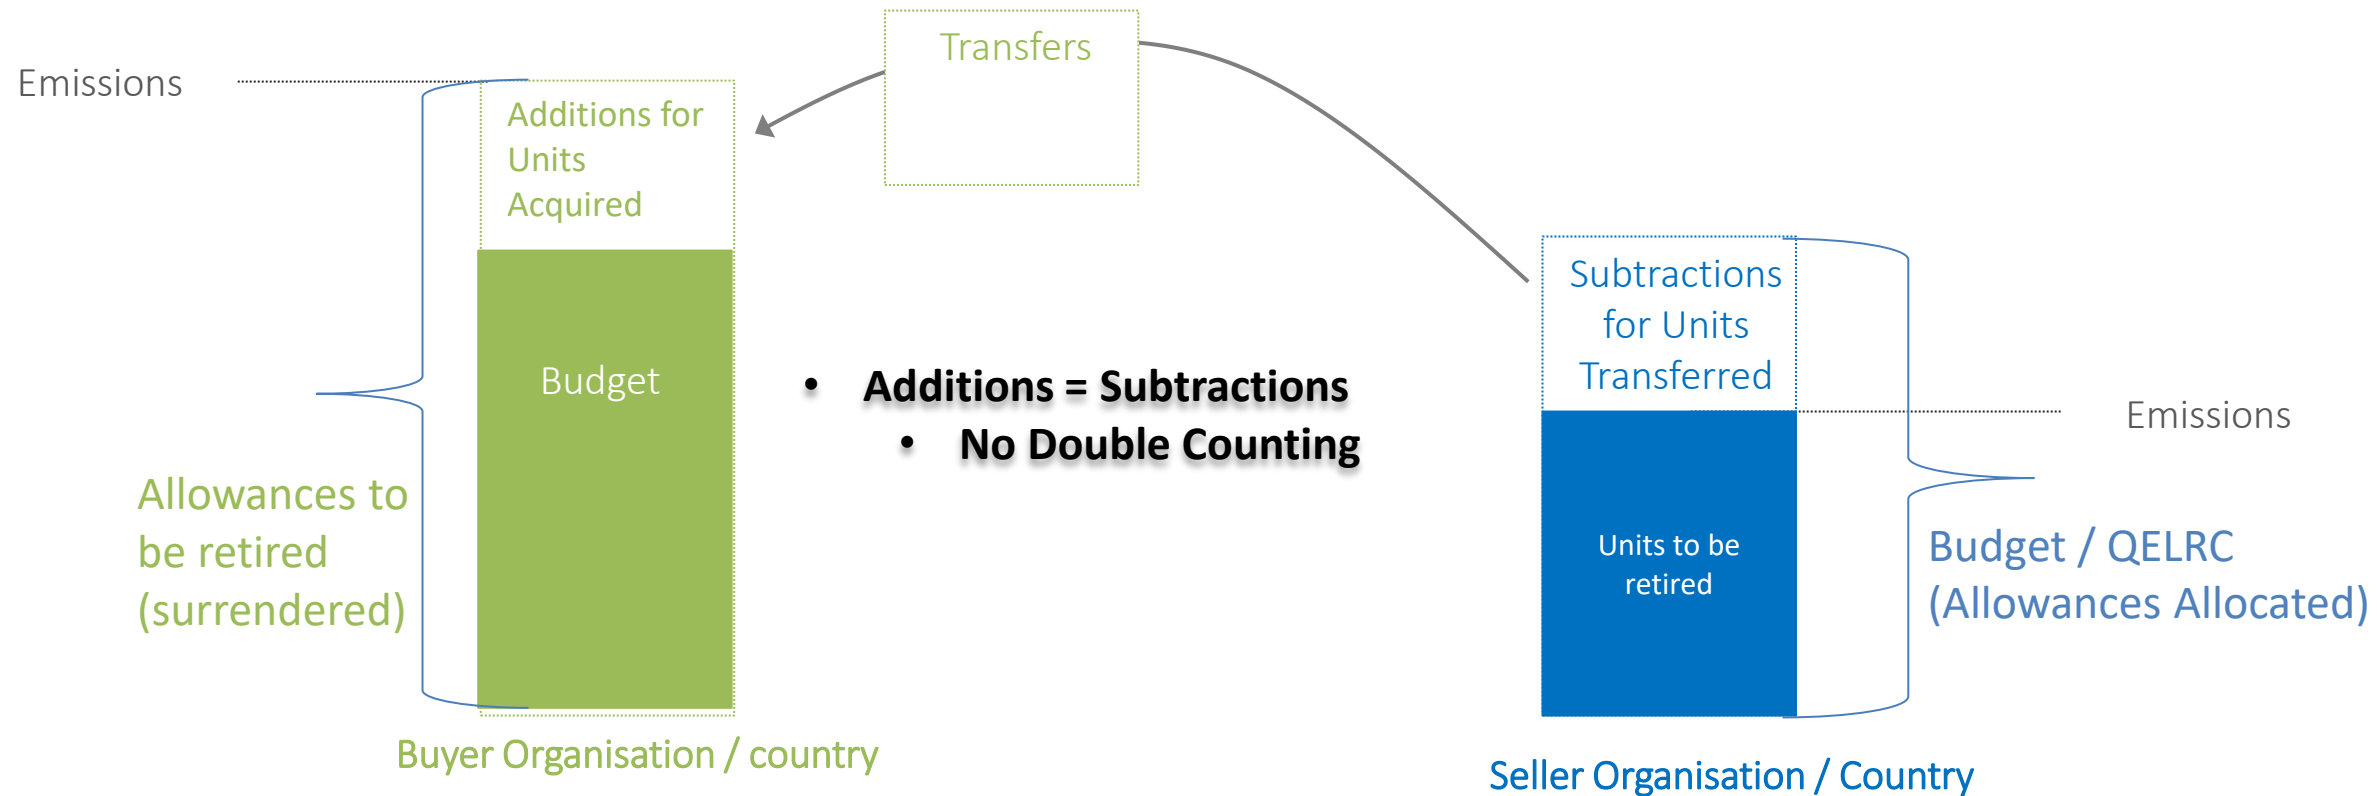 Transfers
Emissions
Additions for
Units
Acquired
Budget
Allowances to
be retired
(surrendered)
Buyer Organisation / country
• Additions = Subtractions
• No Double Counting
Subtractions
for Units
Transferred
Emissions
Units to be
retired
Budget / QELRC
(Allowances Allocated)
Seller Organisation / Country